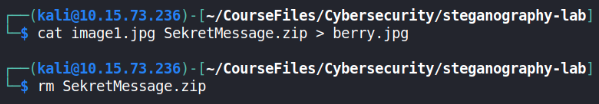 ┌──(kali@10.15.73.236)-[~/CourseFiles/Cybersecurity/steganography-lab]
└─$ cat image1.jpg SekretMessage.zip > berry.jpg
┌──(kali@10.15.73.236)-[~/CourseFiles/Cybersecurity/steganography-lab]
└─$ rm SekretMessage.zip